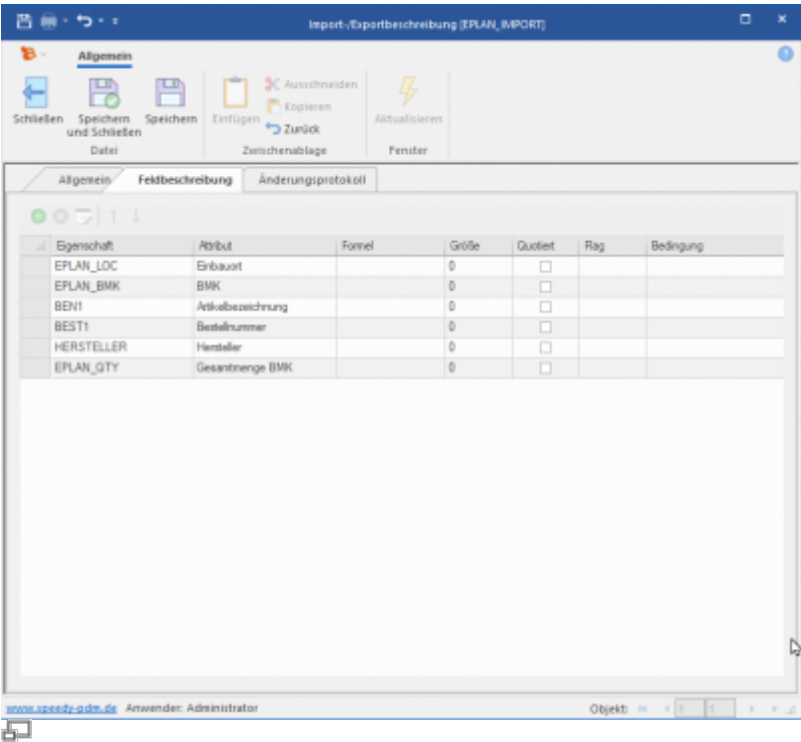 Import-/Exportbeschreibung [EPLAN_IMPORT]
Allgemein
Schließen
Speichern und Schließen
Speichern
Datei
Einfügen
Ausschneiden
Kopieren
Zurück
Zwischenablage
Aktualisieren
Fenster
Allgemein Feldbeschreibung Änderungsprotokoll
Eigenschaft Attribut Formel Größe Quotiert Flag Bedingung
EPLAN_LOC Einbauort 0
EPLAN_BMK BMK 0
BEN1 Artikelbezeichnung 0
BEST1 Bestellnummer 0
HERSTELLER Hersteller 0
EPLAN_QTY Gesamtmenge BMK 0
www.speedy-pdm.de Anwender: Administrator Objekt: 1 1